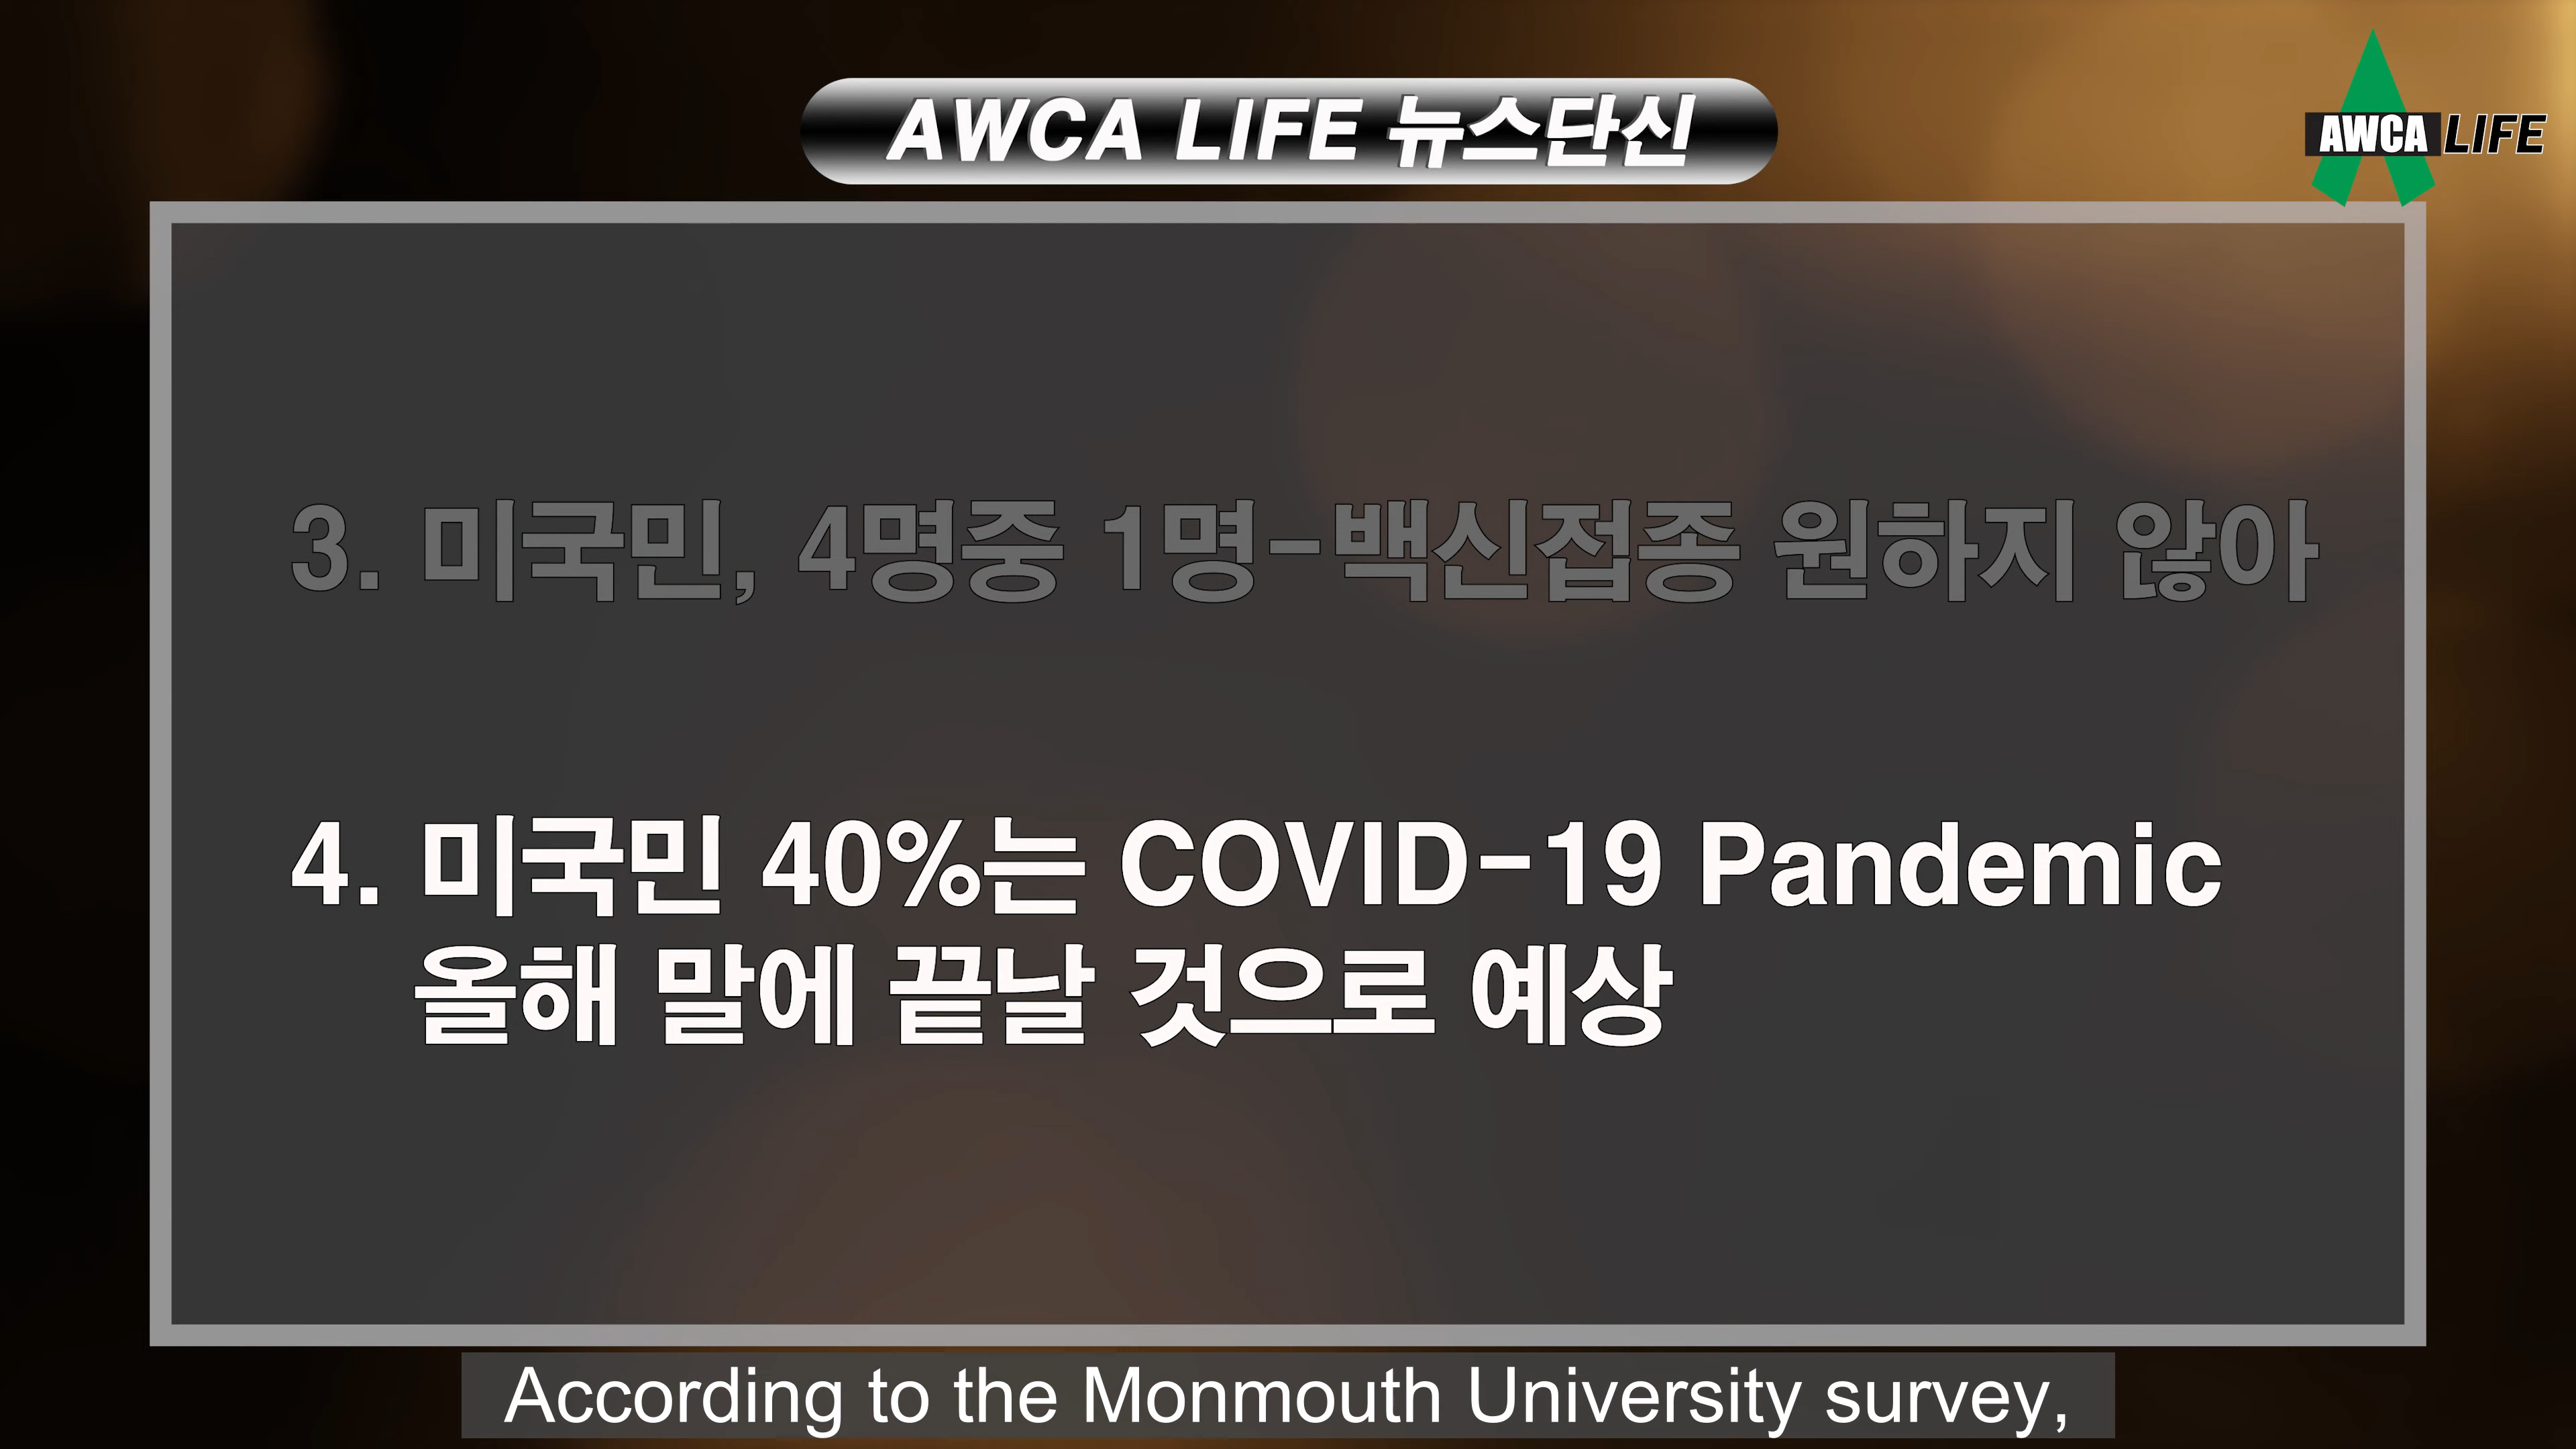 AWCA LIFE 뉴스단신
AWCA LIFE
3. 미국민, 4명중 1명-백신접종 원하지 않아
4. 미국민 40%는 COVID-19 Pandemic
올해 말에 끝날 것으로 예상
According to the Monmouth University survey,